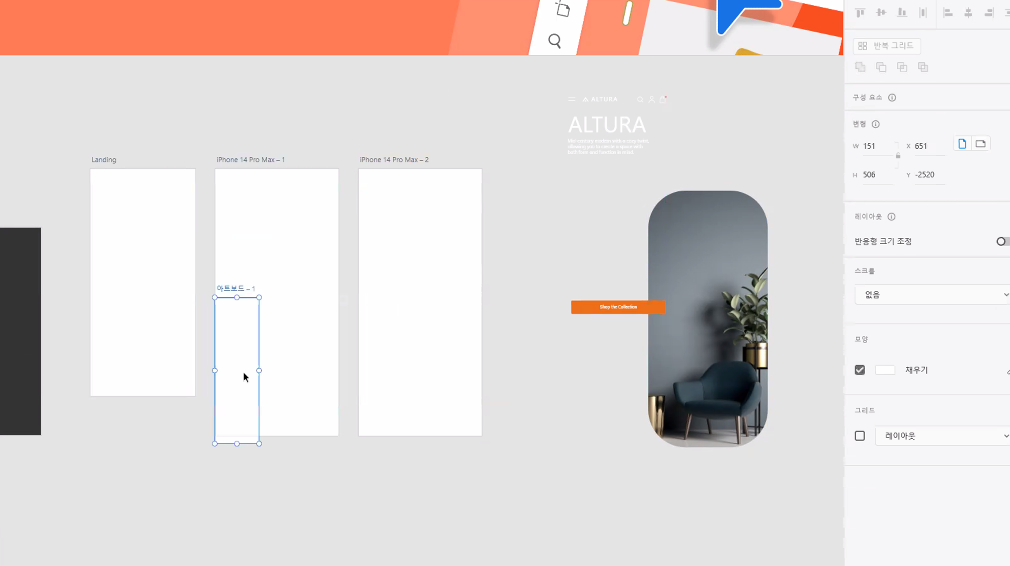 반복 그리드
구성 요소
변형
W 151 X 651
H 506 Y -2520
레이아웃
반응형 크기 조정
스크롤
없음
모양
채우기
그리드
레이아웃
Landing
iPhone 14 Pro Max – 1
iPhone 14 Pro Max – 2
아트보드 – 1
ALTURA
ALTURA
Shop the Collection